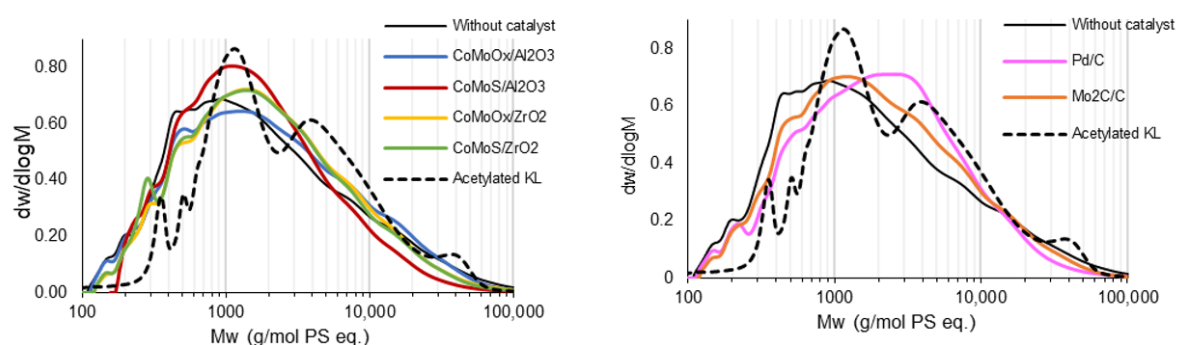 Without catalyst
CoMoOx/Al2O3
CoMoS/Al2O3
CoMoOx/ZrO2
CoMoS/ZrO2
Acetylated KL
dw/dlogM
0.80
0.60
0.40
0.20
0.00
100
1000
10,000
100,000
Mw (g/mol PS eq.)
Without catalyst
Pd/C
Mo2C/C
Acetylated KL
dw/dlogM
0.8
0.6
0.4
0.2
0
100
1000
10,000
100,000
Mw (g/mol PS eq.)